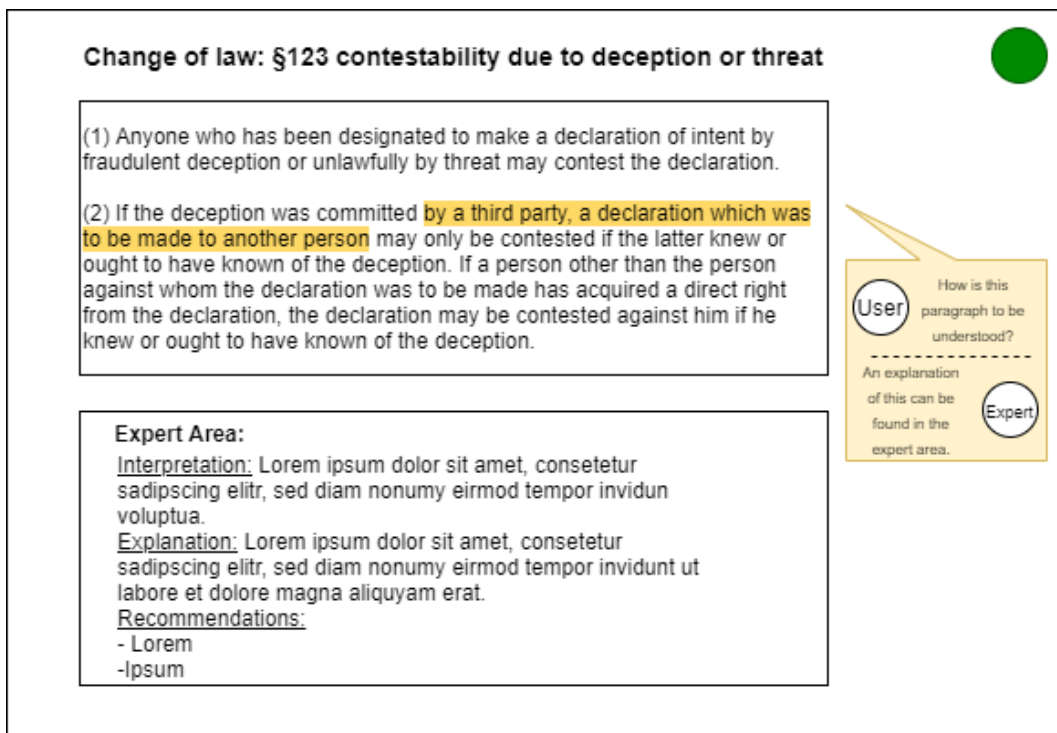 Change of law: §123 contestability due to deception or threat
(1) Anyone who has been designated to make a declaration of intent by
fraudulent deception or unlawfully by threat may contest the declaration.
(2) If the deception was committed by a third party, a declaration which was
to be made to another person may only be contested if the latter knew or
ought to have known of the deception. If a person other than the person
against whom the declaration was to be made has acquired a direct right
from the declaration, the declaration may be contested against him if he
knew or ought to have known of the deception.
User
How is this
paragraph to be
understood?
An explanation
of this can be
found in the
expert area.
Expert
Expert Area:
Interpretation: Lorem ipsum dolor sit amet, consetetur
sadipscing elitr, sed diam nonumy eirmod tempor invidun
voluptua.
Explanation: Lorem ipsum dolor sit amet, consetetur
sadipscing elitr, sed diam nonumy eirmod tempor invidunt ut
labore et dolore magna aliquyam erat.
Recommendations:
- Lorem
-Ipsum